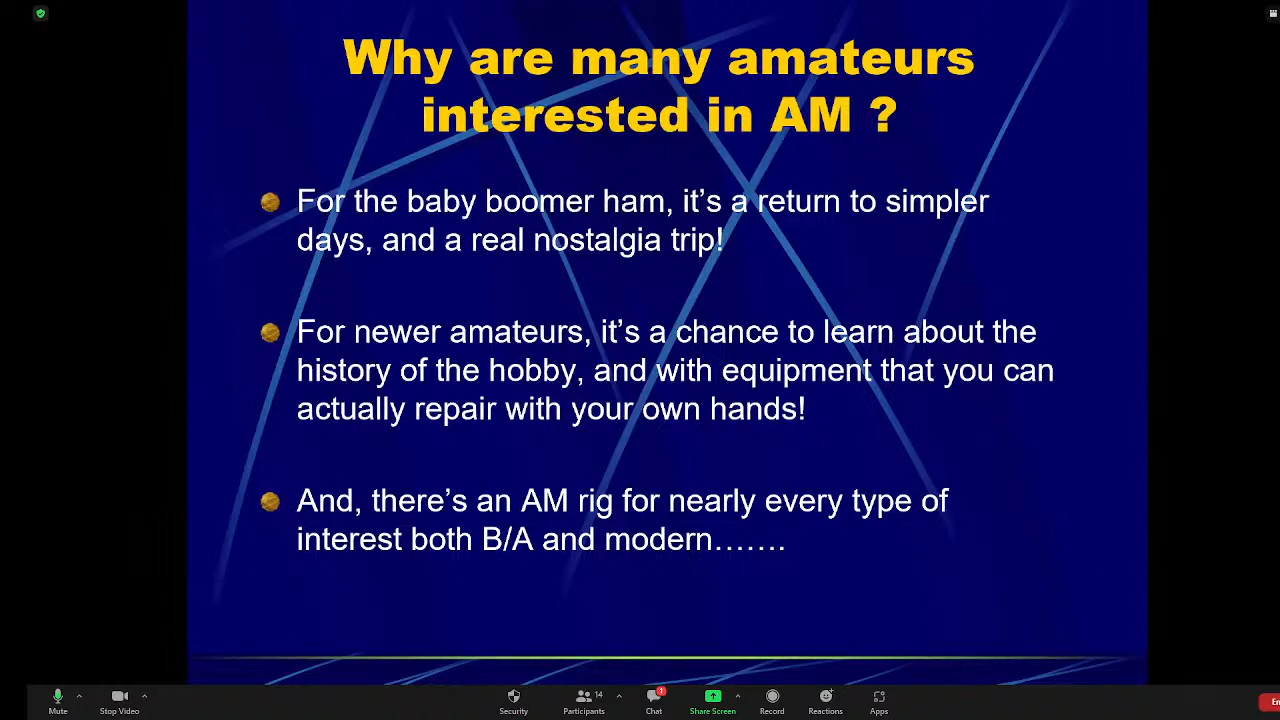 Why are many amateurs
interested in AM ?
For the baby boomer ham, it’s a return to simpler
days, and a real nostalgia trip!
For newer amateurs, it’s a chance to learn about the
history of the hobby, and with equipment that you can
actually repair with your own hands!
And, there’s an AM rig for nearly every type of
interest both B/A and modern…….
Mute Stop Video Security Participants 14 Chat 1 Share Screen Record Reactions Apps